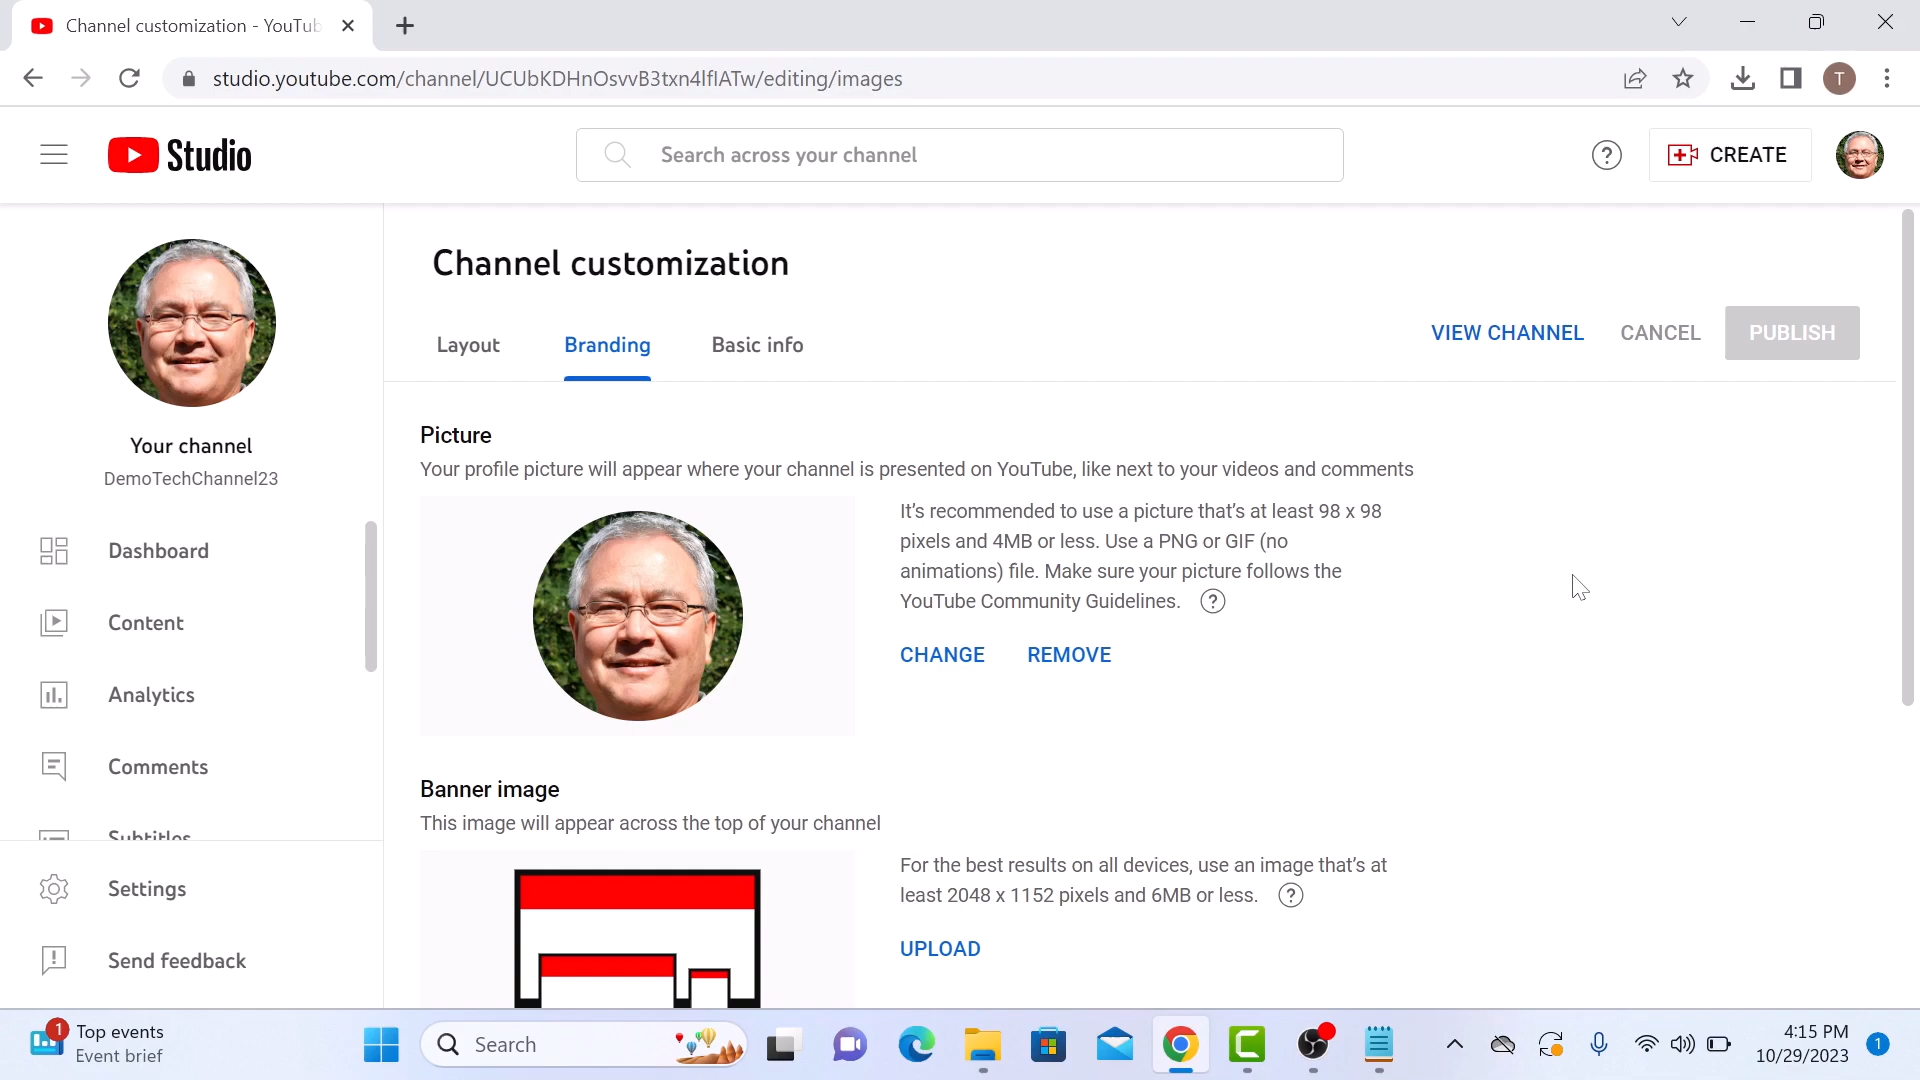 Channel customization - YouTub
studio.youtube.com/channel/UCUbKDHnOsvvB3txn4lfIATw/editing/images
T
Studio
Search across your channel
?
CREATE
Channel customization
Layout
Branding
Basic info
VIEW CHANNEL
CANCEL
PUBLISH
Your channel
DemoTechChannel23
Dashboard
Content
Analytics
Comments
Subtitles
Settings
Send feedback
Picture
Your profile picture will appear where your channel is presented on YouTube, like next to your videos and comments
It's recommended to use a picture that's at least 98 x 98
pixels and 4MB or less. Use a PNG or GIF (no
animations) file. Make sure your picture follows the
YouTube Community Guidelines. ?
CHANGE
REMOVE
Banner image
This image will appear across the top of your channel
For the best results on all devices, use an image that's at
least 2048 x 1152 pixels and 6MB or less. ?
UPLOAD
1
Top events
Event brief
Search
4:15 PM
10/29/2023
1